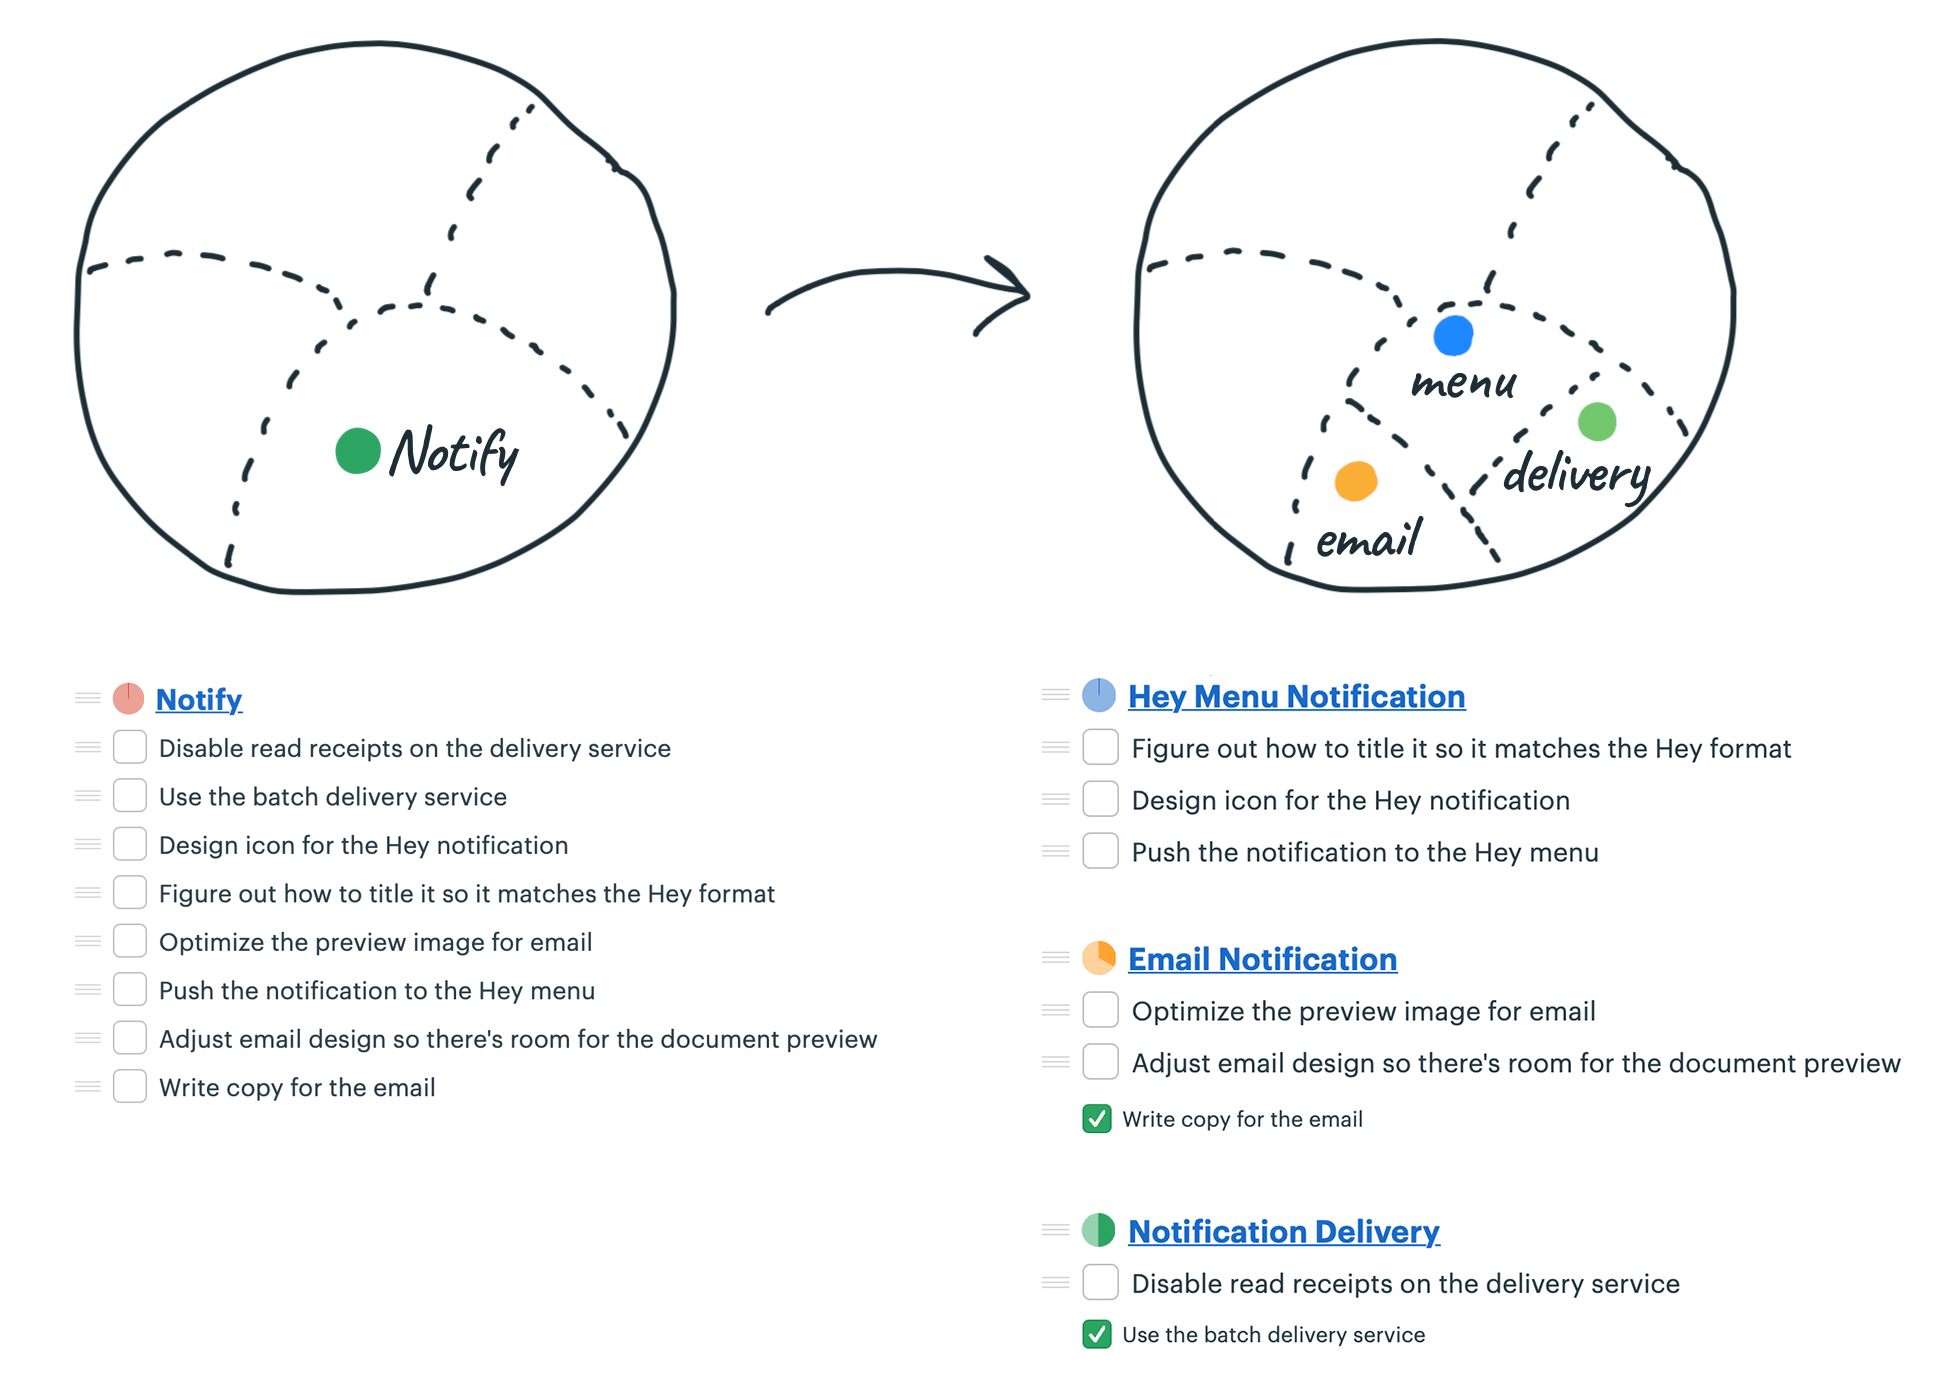 Notify
menu
delivery
email
Notify
Disable read receipts on the delivery service
Use the batch delivery service
Design icon for the Hey notification
Figure out how to title it so it matches the Hey format
Optimize the preview image for email
Push the notification to the Hey menu
Adjust email design so there's room for the document preview
Write copy for the email
Hey Menu Notification
Figure out how to title it so it matches the Hey format
Design icon for the Hey notification
Push the notification to the Hey menu
Email Notification
Optimize the preview image for email
Adjust email design so there's room for the document preview
Write copy for the email
Notification Delivery
Disable read receipts on the delivery service
Use the batch delivery service